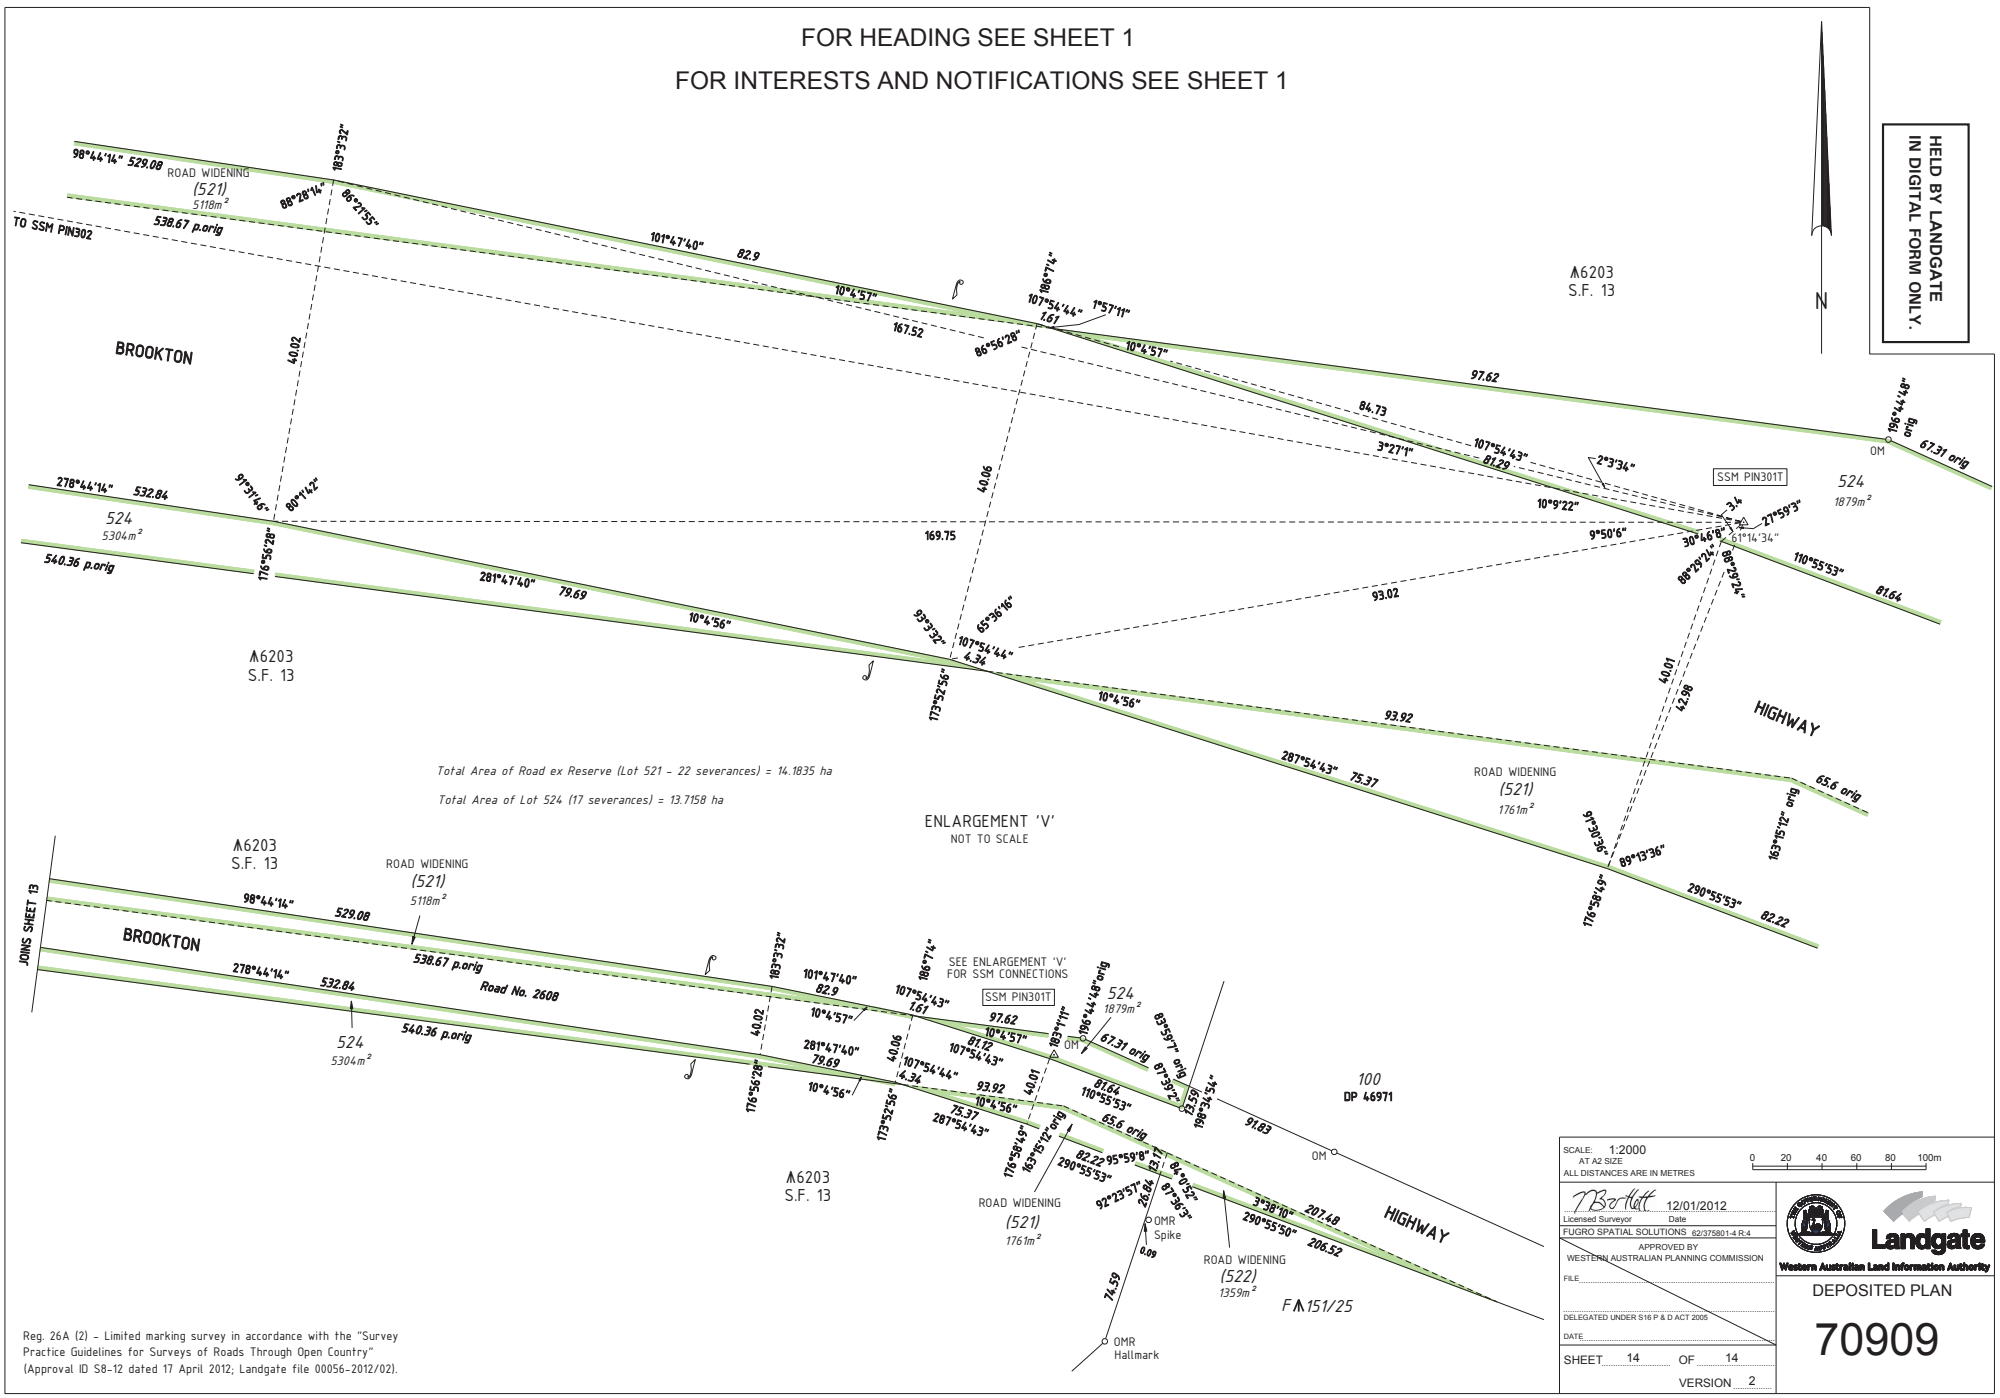 FOR HEADING SEE SHEET 1
FOR INTERESTS AND NOTIFICATIONS SEE SHEET 1
HELD BY LANDGATE
IN DIGITAL FORM ONLY.
N
98°44'14" 529.08
ROAD WIDENING
(521)
5118m²
183°3'32"
88°28'14"
86°21'55"
538.67 p.orig
TO SSM PIN302
101°47'40" 82.9
10°4'57"
167.52
186°7'4"
107°54'44"
1.61
1°57'11"
86°56'28"
10°4'57"
6203
S.F. 13
97.62
196°44'48"
orig
OM
67.31 orig
BROOKTON
40.02
84.73
3°27'1"
107°54'43"
81.29
2°3'34"
SSM PIN301T
524
1879m²
278°44'14" 532.84
91°31'46"
80°1'42"
524
5304m²
540.36 p.orig
176°56'28"
40.06
169.75
10°9'22"
9°50'6"
3.4
27°59'3"
30°46'8"
61°14'34"
88°29'24"
88°29'24"
110°55'53"
81.64
281°47'40" 79.69
10°4'56"
93.02
93°3'32"
65°36'16"
107°54'44"
4.34
173°52'56"
6203
S.F. 13
10°4'56"
93.92
40.01
42.98
HIGHWAY
287°54'43" 75.37
ROAD WIDENING
(521)
1761m²
65.6 orig
163°15'12" orig
91°30'36"
89°13'36"
176°58'49"
290°55'53" 82.22
Total Area of Road ex Reserve (Lot 521 - 22 severances) = 14.1835 ha
Total Area of Lot 524 (17 severances) = 13.7158 ha
ENLARGEMENT 'V'
NOT TO SCALE
6203
S.F. 13
ROAD WIDENING
(521)
5118m²
JOINS SHEET 13
98°44'14" 529.08
BROOKTON
538.67 p.orig
278°44'14" 532.84
Road No. 2608
540.36 p.orig
524
5304m²
183°3'32"
101°47'40"
82.9
10°4'57"
40.02
281°47'40"
79.69
10°4'56"
176°56'28"
186°7'4"
SEE ENLARGEMENT 'V'
FOR SSM CONNECTIONS
SSM PIN301T
107°54'43"
1.61
97.62
10°4'57"
81.12
107°54'43"
40.06
107°54'44"
4.34
173°52'56"
183°1'11"
196°44'48"orig
524
1879m²
OM
67.31 orig
83°59'7" orig
87°39'2"
13.59
198°34'54"
81.64
110°55'53"
40.01
93.92
10°4'56"
75.37
287°54'43"
176°58'49"
163°15'12"orig
65.6 orig
82.22
290°55'53"
95°59'8"
13.17
84°0'52"
92°23'57"
26.84
87°36'3"
100
DP 46971
91.83
OM
6203
S.F. 13
ROAD WIDENING
(521)
1761m²
OMR
Spike
0.09
74.59
OMR
Hallmark
3°38'10" 207.48
290°55'50" 206.52
ROAD WIDENING
(522)
1359m²
HIGHWAY
F 151/25
Reg. 26A (2) - Limited marking survey in accordance with the "Survey
Practice Guidelines for Surveys of Roads Through Open Country"
(Approval ID S8-12 dated 17 April 2012; Landgate file 00056-2012/02).
SCALE: 1:2000
AT A2 SIZE
ALL DISTANCES ARE IN METRES
0 20 40 60 80 100m
12/01/2012
Licensed Surveyor Date
FUGRO SPATIAL SOLUTIONS 62/375801-4 R:4
APPROVED BY
WESTERN AUSTRALIAN PLANNING COMMISSION
FILE
DELEGATED UNDER S16 P & D ACT 2005
DATE
SHEET 14 OF 14
VERSION 2
Landgate
Western Australian Land Information Authority
DEPOSITED PLAN
70909